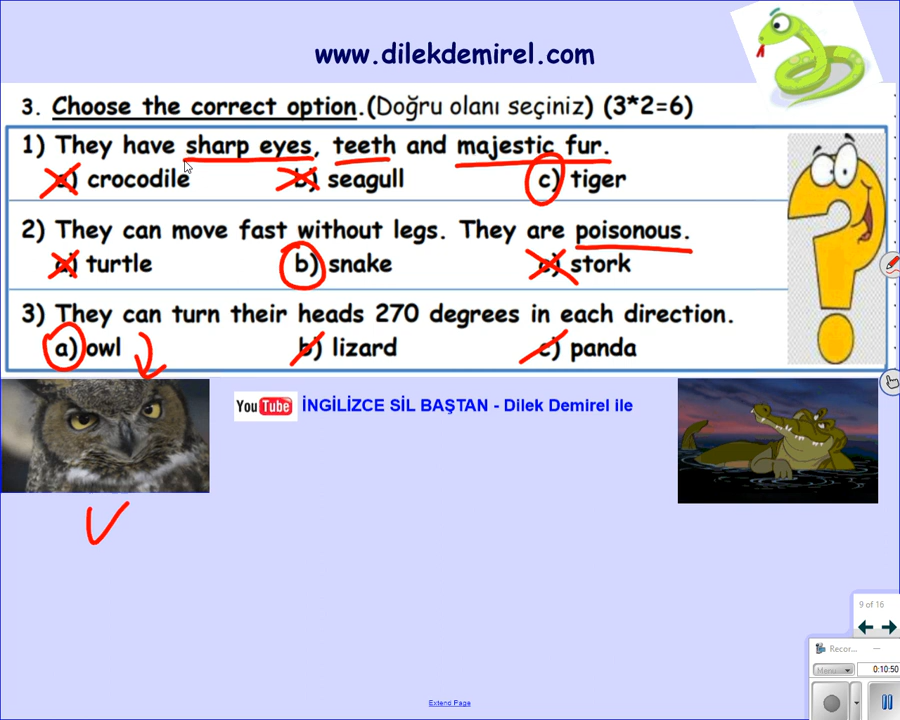 www.dilekdemirel.com
3. Choose the correct option.(Doğru olanı seçiniz) (3*2=6)
1) They have sharp eyes, teeth and majestic fur.
a) crocodile b) seagull c) tiger
2) They can move fast without legs. They are poisonous.
a) turtle b) snake c) stork
3) They can turn their heads 270 degrees in each direction.
a) owl b) lizard c) panda
YouTube İNGİLİZCE SİL BAŞTAN - Dilek Demirel ile
9 of 16
Recor...
Menu
0:10:50
Extend Page